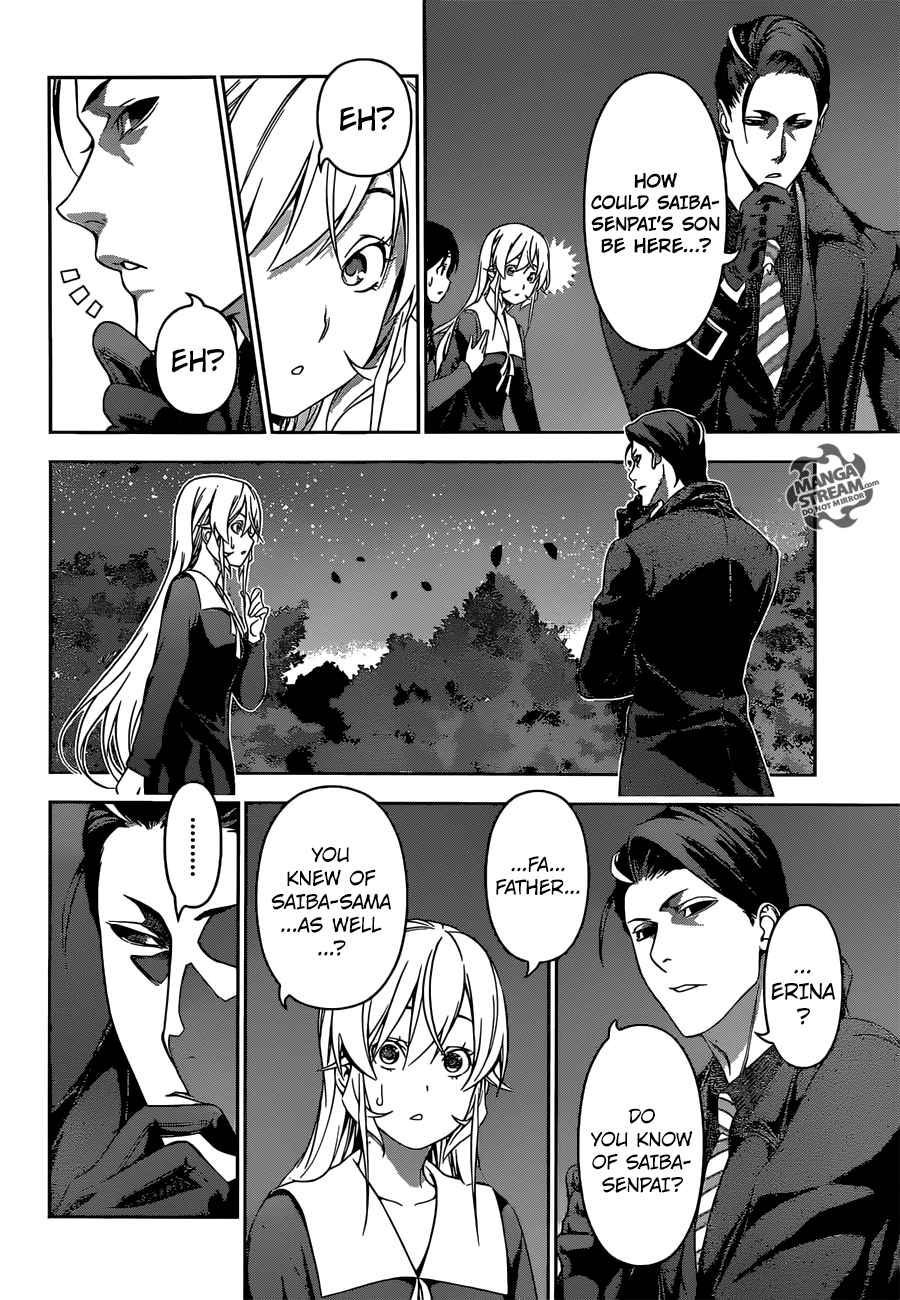 HOW
COULD SAIBA-
SENPAI'S SON
BE HERE...?
EH?
EH?
MANGA
STREAM.com
DO NOT MIRROR
...
ERINA
?
DO
YOU KNOW
OF SAIBA-
SENPAI?
...FA...
FATHER...
YOU
KNEW OF
SAIBA-SAMA
...AS WELL
...?
.........